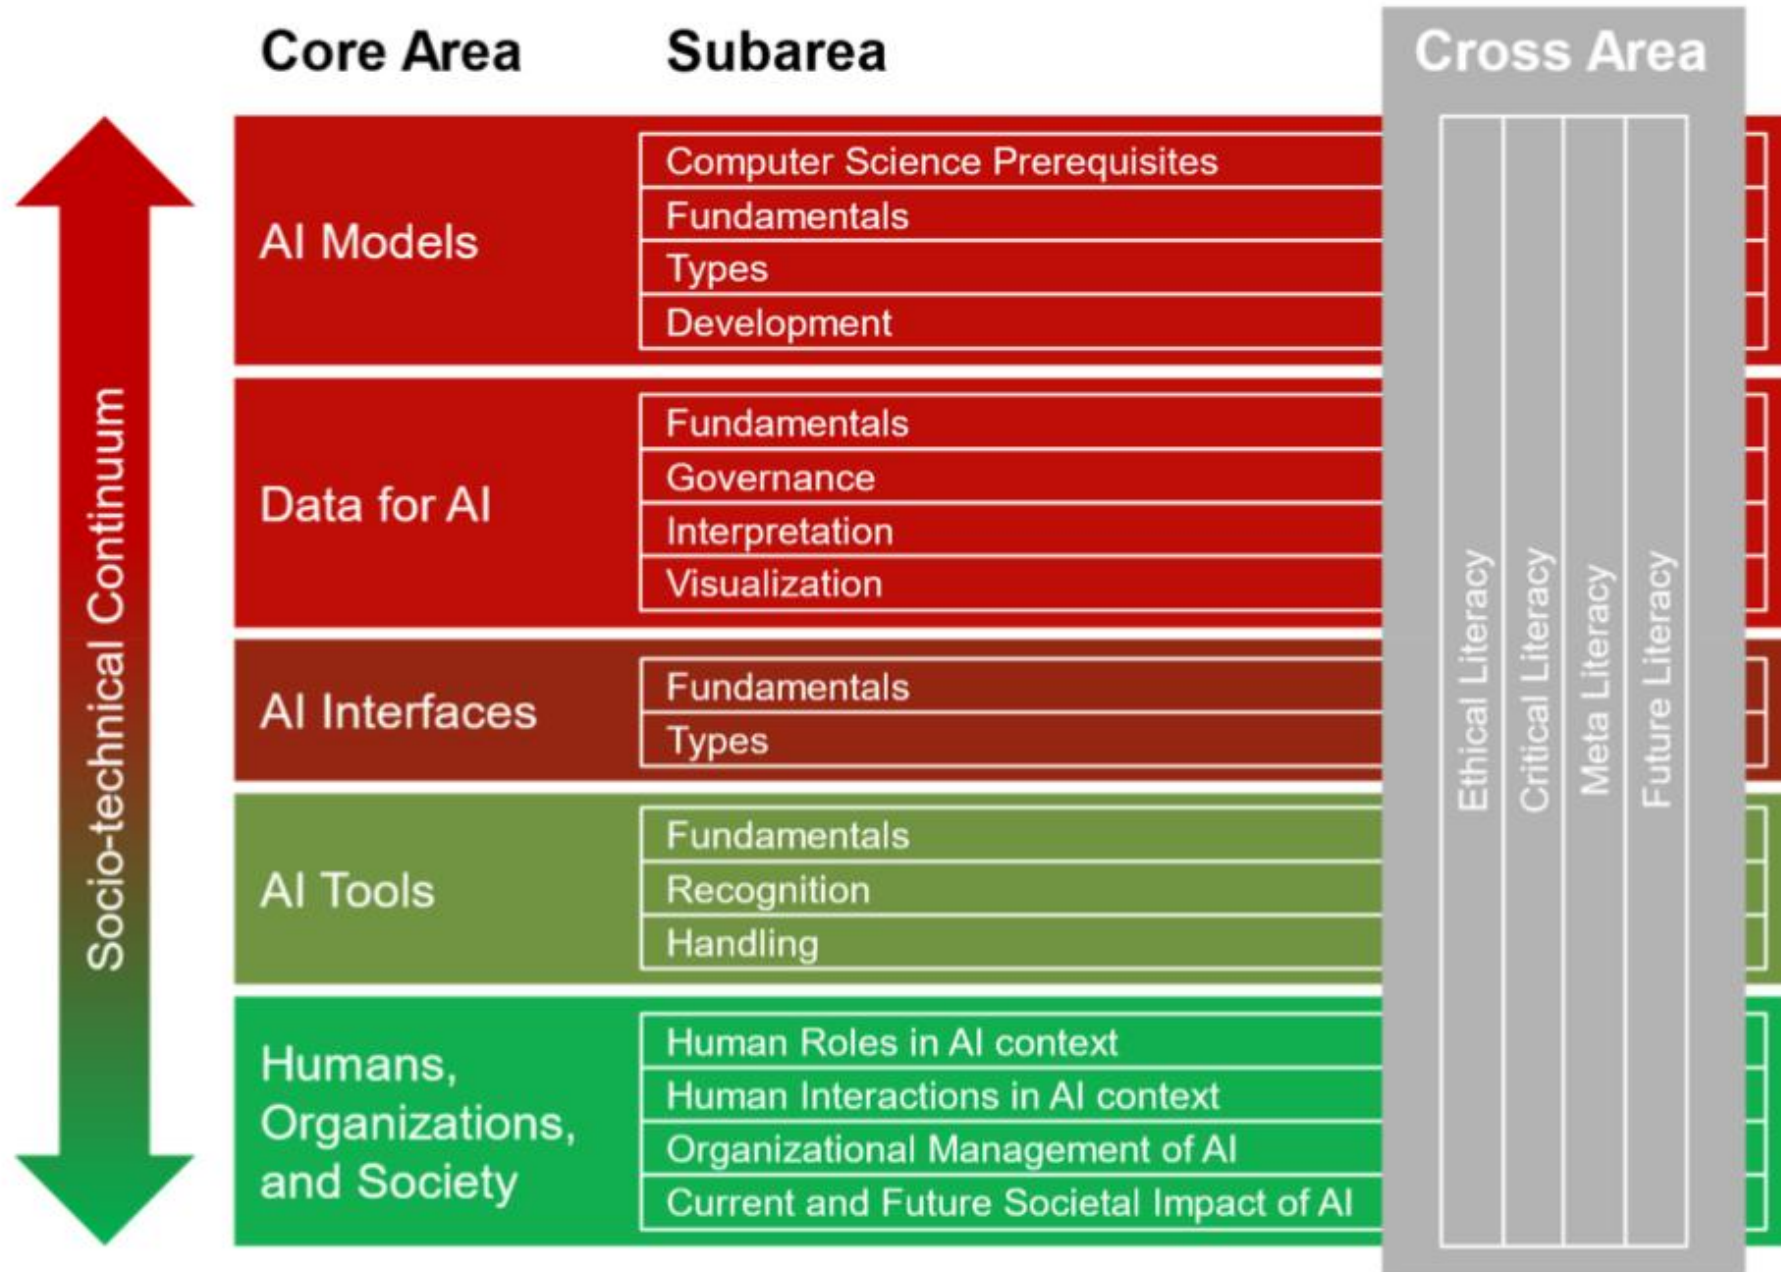 Core Area
Subarea
Cross Area
Socio-technical Continuum
AI Models
Computer Science Prerequisites
Fundamentals
Types
Development
Data for AI
Fundamentals
Governance
Interpretation
Visualization
AI Interfaces
Fundamentals
Types
AI Tools
Fundamentals
Recognition
Handling
Humans,
Organizations,
and Society
Human Roles in AI context
Human Interactions in AI context
Organizational Management of AI
Current and Future Societal Impact of AI
Ethical Literacy
Critical Literacy
Meta Literacy
Future Literacy